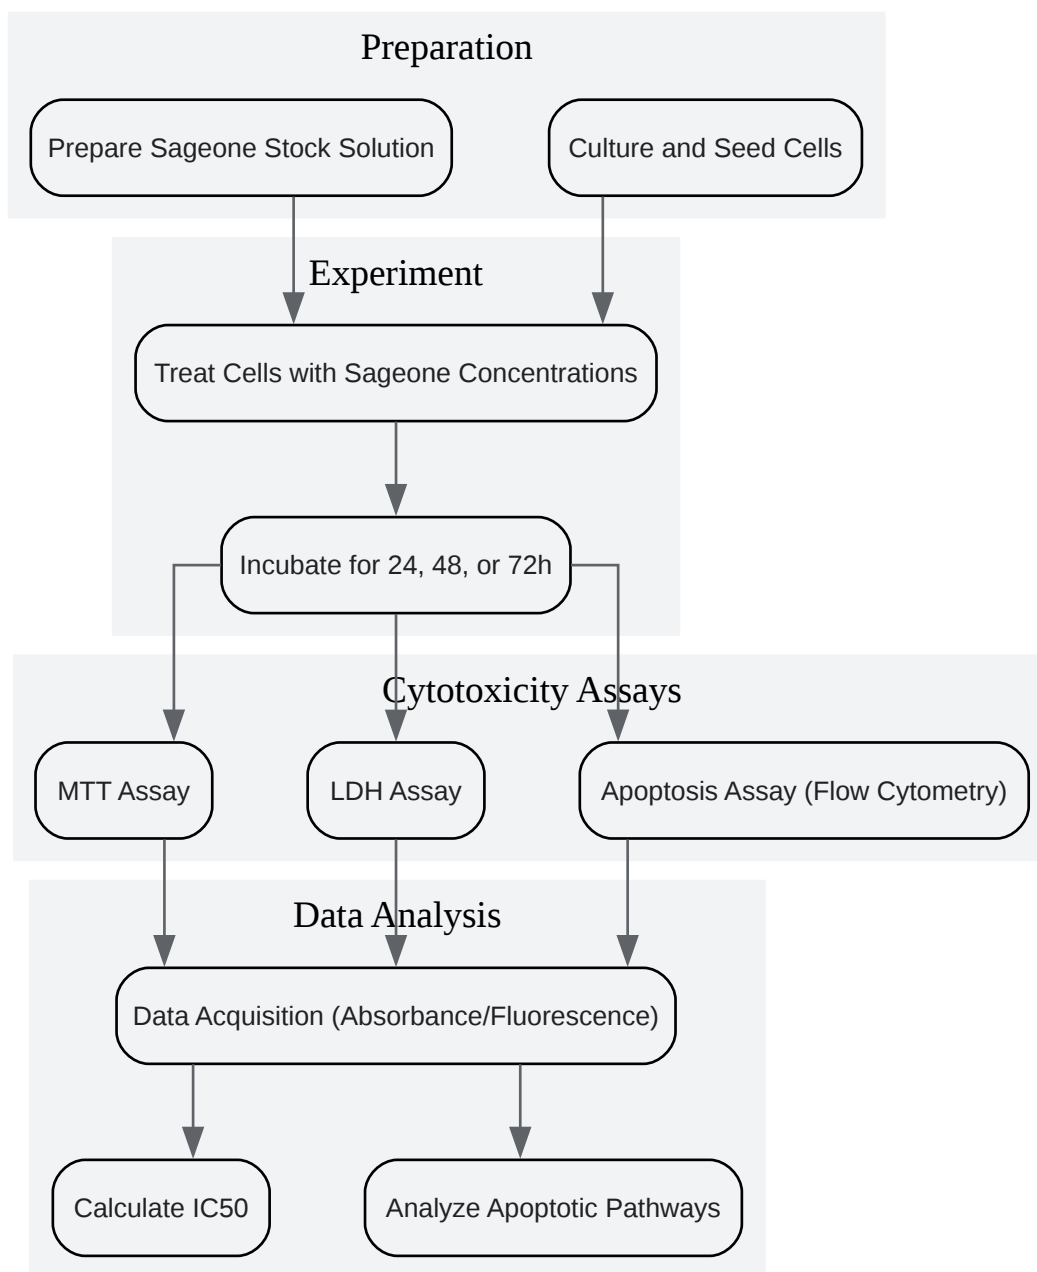 Preparation
Prepare Sageone Stock Solution
Culture and Seed Cells
Experiment
Treat Cells with Sageone Concentrations
Incubate for 24, 48, or 72h
Cytotoxicity Assays
MTT Assay
LDH Assay
Apoptosis Assay (Flow Cytometry)
Data Analysis
Data Acquisition (Absorbance/Fluorescence)
Calculate IC50
Analyze Apoptotic Pathways